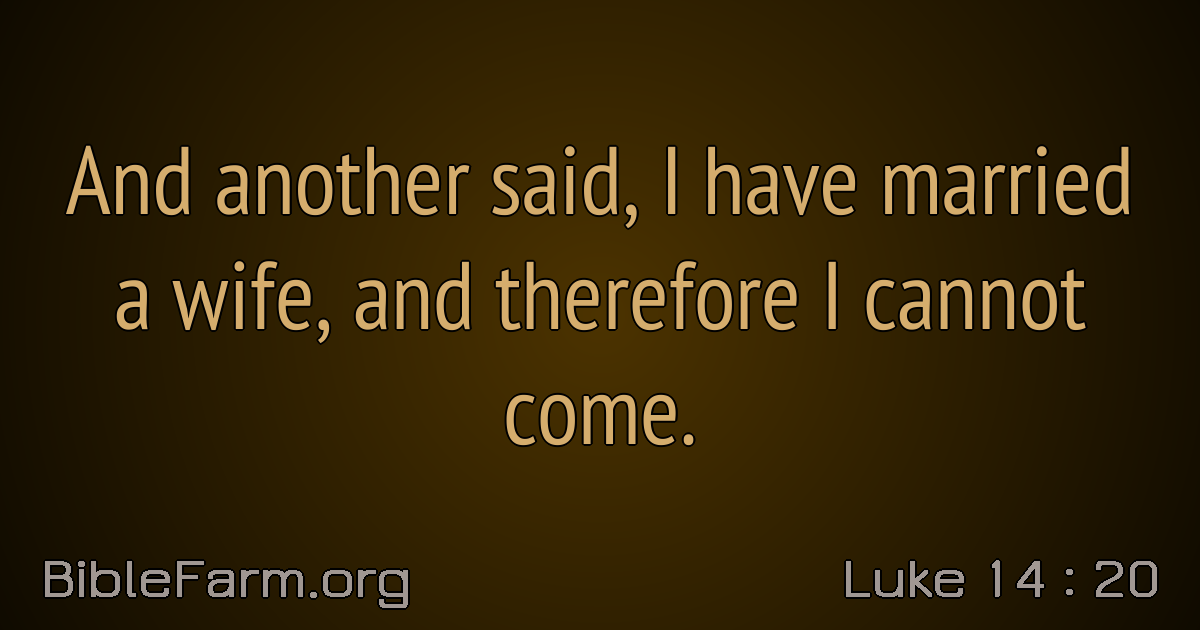 And another said, I have married
a wife, and therefore I cannot
come.
BibleFarm.org
Luke 14 : 20